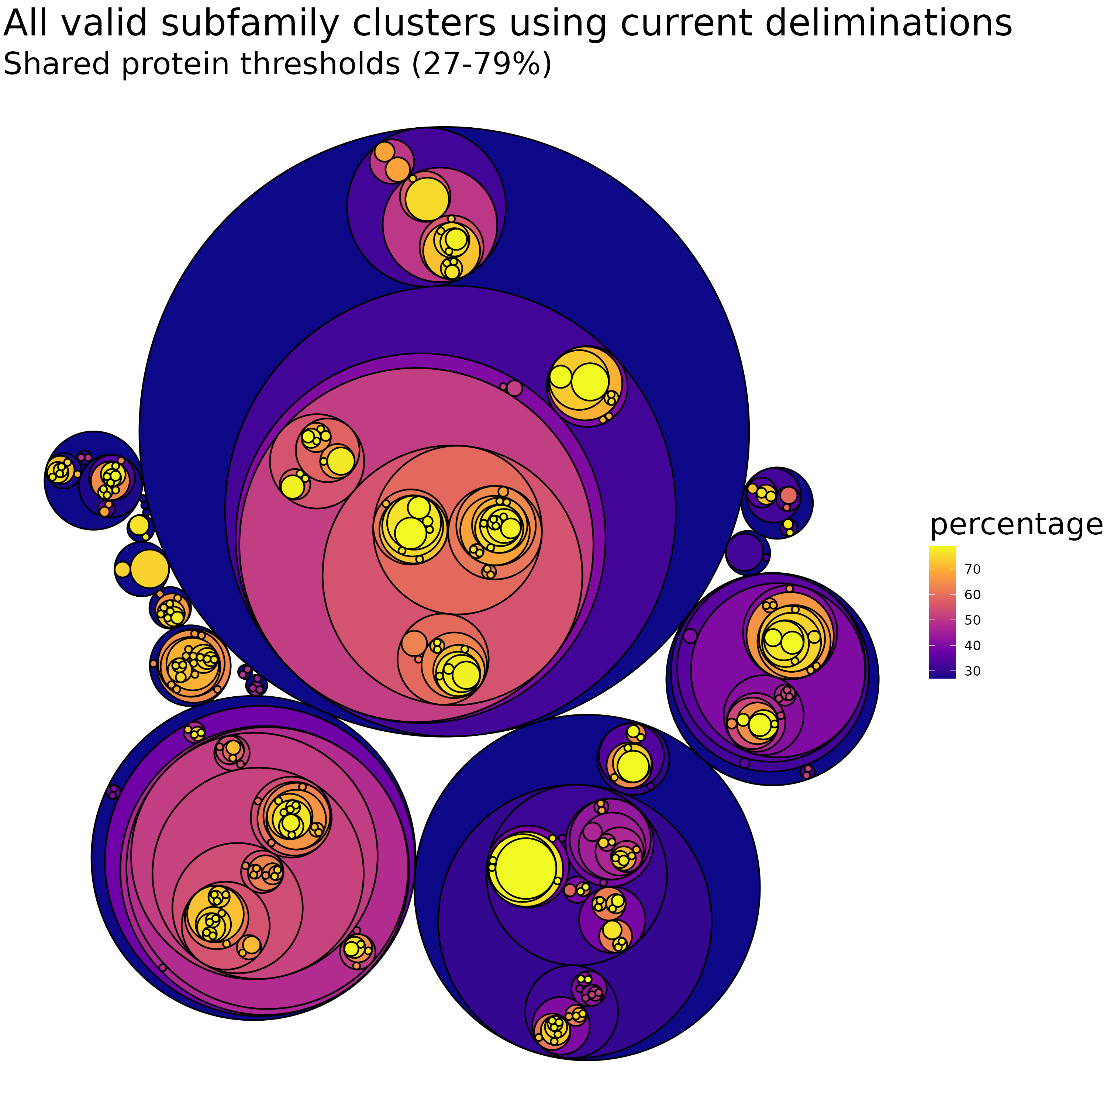 All valid subfamily clusters using current deliminations
Shared protein thresholds (27-79%)
percentage
70
60
50
40
30